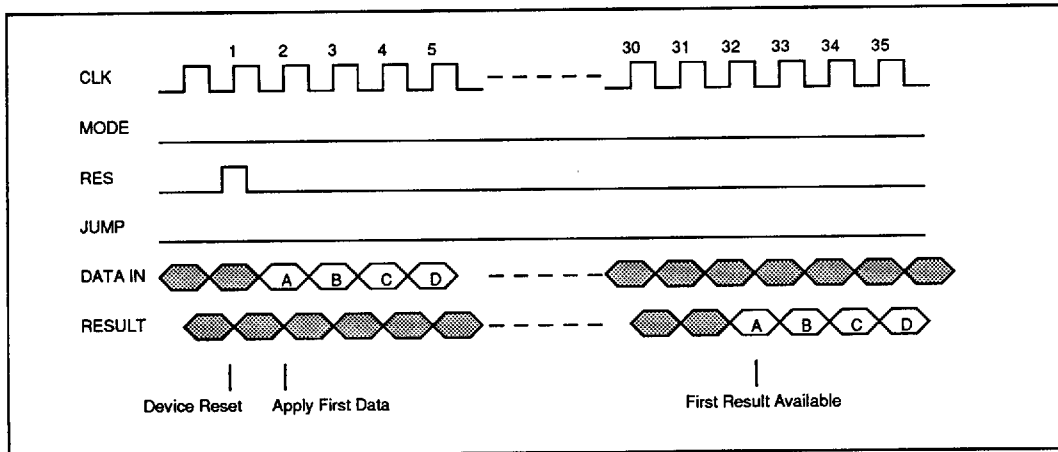 1 2 3 4 5 30 31 32 33 34 35
CLK
MODE
RES
JUMP
DATA IN A B C D
RESULT A B C D
Device Reset Apply First Data First Result Available